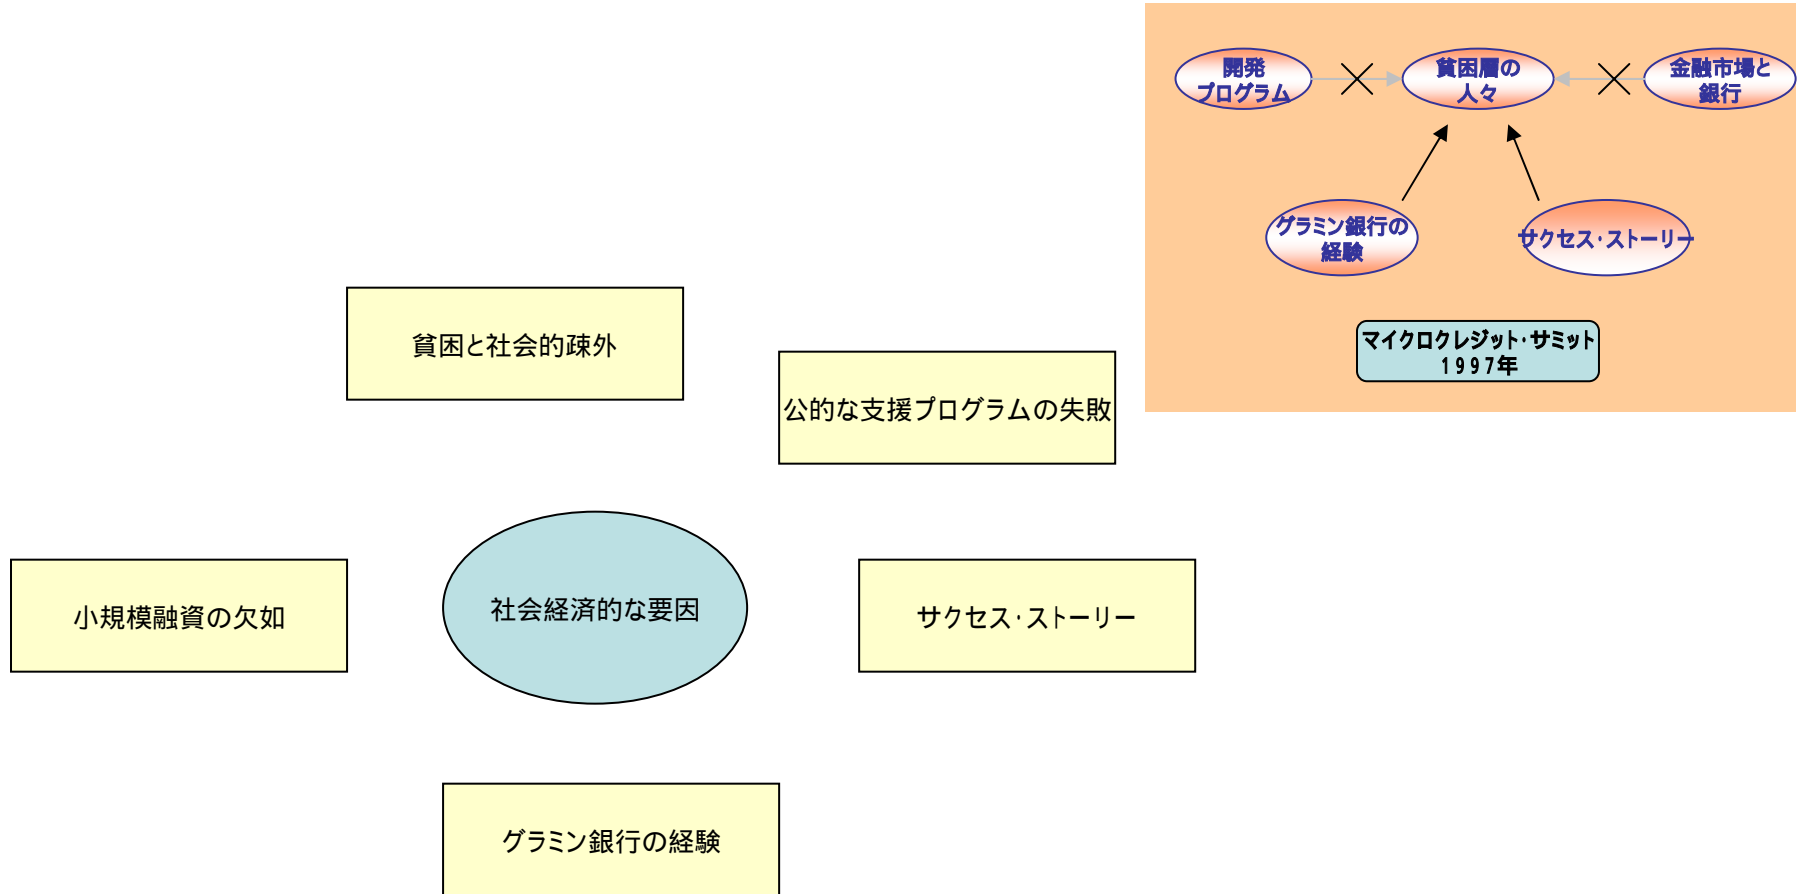 開発
プログラム
貧困層の
人々
金融市場と
銀行
グラミン銀行の
経験
サクセス・ストーリー
マイクロクレジット・サミット
1997年
貧困と社会的疎外
公的な支援プログラムの失敗
小規模融資の欠如
社会経済的な要因
サクセス・ストーリー
グラミン銀行の経験